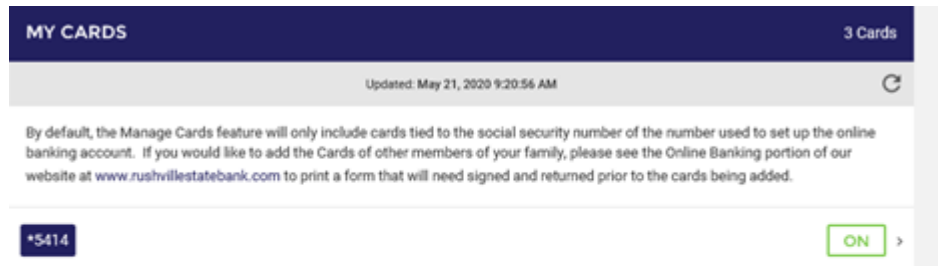 MY CARDS 3 Cards
Updated: May 21, 2020 9:20:56 AM
By default, the Manage Cards feature will only include cards tied to the social security number of the number used to set up the online
banking account. If you would like to add the Cards of other members of your family, please see the Online Banking portion of our
website at www.rushvillestatebank.com to print a form that will need signed and returned prior to the cards being added.
*5414 ON >